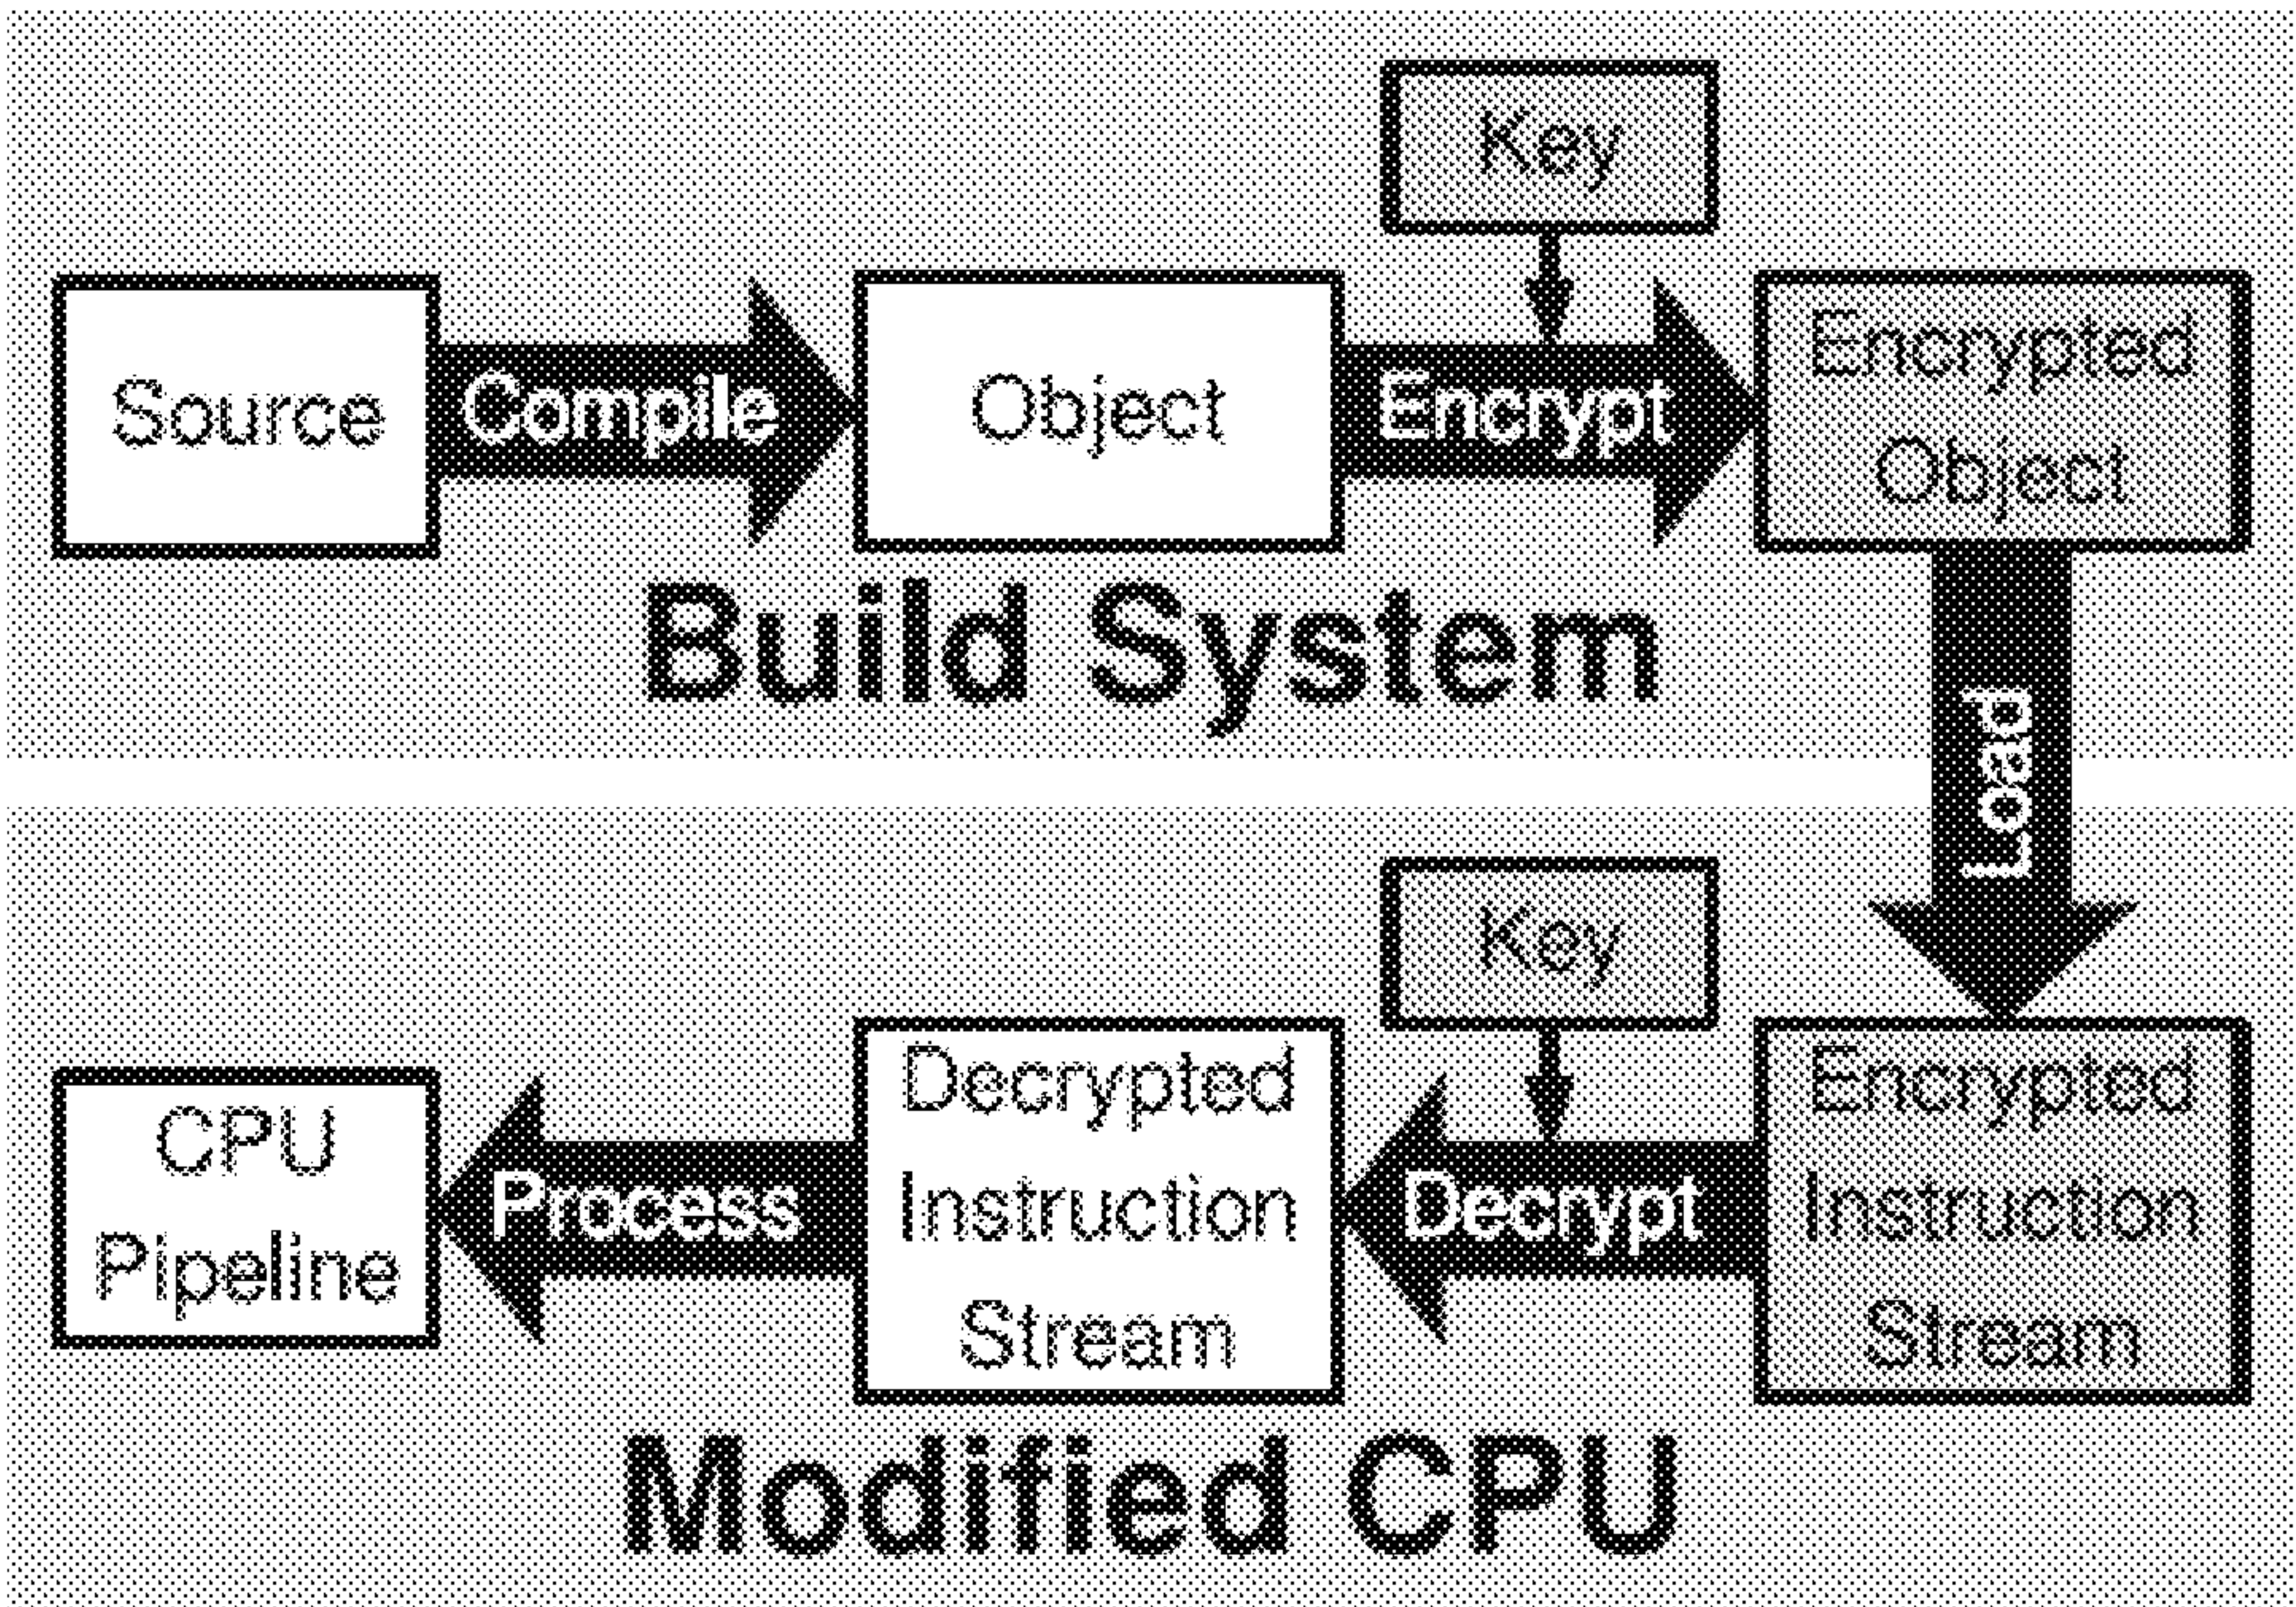 Key
Source
Compile
Object
Encrypt
Encrypted
Object
Build System
Load
Key
Encrypted
Instruction
Stream
Decrypt
Decrypted
Instruction
Stream
Process
CPU
Pipeline
Modified CPU